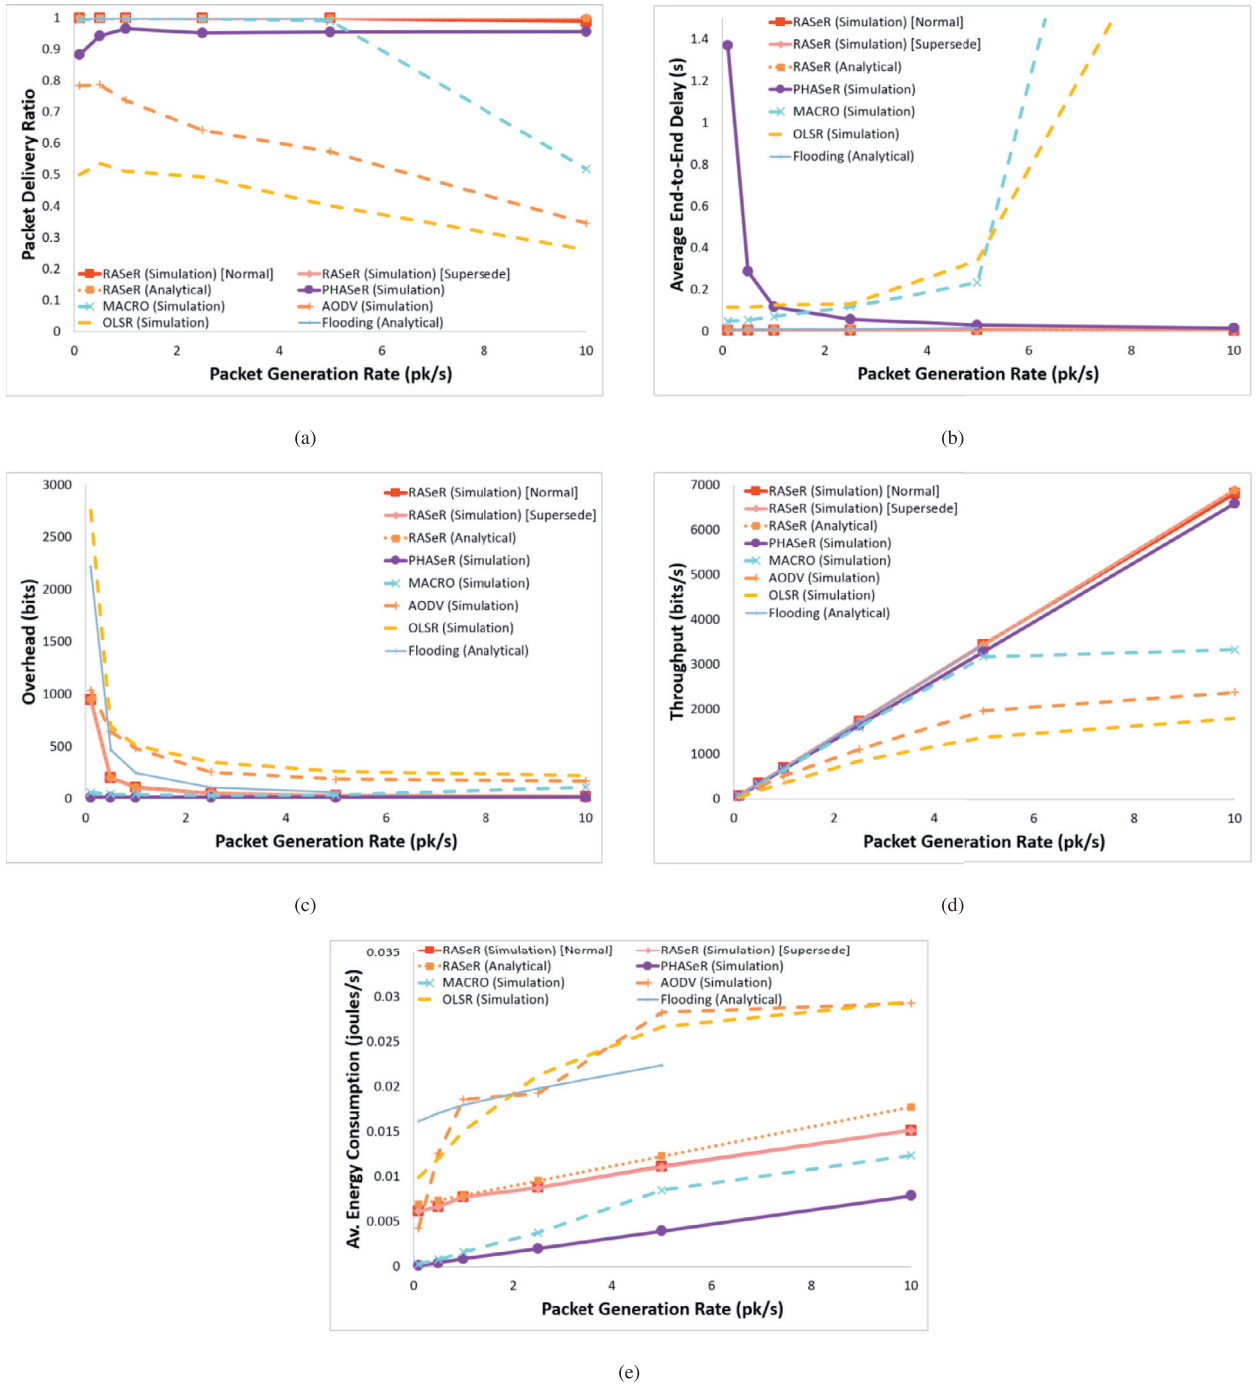 1
0.9
0.8
0.7
0.6
0.5
0.4
0.3
0.2
0.1
0
Packet Delivery Ratio
RASeR (Simulation) [Normal]
RASeR (Simulation) [Supersede]
RASeR (Analytical)
PHASeR (Simulation)
MACRO (Simulation)
AODV (Simulation)
OLSR (Simulation)
Flooding (Analytical)
0 2 4 6 8 10
Packet Generation Rate (pk/s)
(a)
1.4
1.2
1
0.8
0.6
0.4
0.2
0
Average End-to-End Delay (s)
RASeR (Simulation) [Normal]
RASeR (Simulation) [Supersede]
RASeR (Analytical)
PHASeR (Simulation)
MACRO (Simulation)
OLSR (Simulation)
Flooding (Analytical)
0 2 4 6 8 10
Packet Generation Rate (pk/s)
(b)
3000
2500
2000
1500
1000
500
0
Overhead (bits)
RASeR (Simulation) [Normal]
RASeR (Simulation) [Supersede]
RASeR (Analytical)
PHASeR (Simulation)
MACRO (Simulation)
AODV (Simulation)
OLSR (Simulation)
Flooding (Analytical)
0 2 4 6 8 10
Packet Generation Rate (pk/s)
(c)
7000
6000
5000
4000
3000
2000
1000
0
Throughput (bits/s)
RASeR (Simulation) [Normal]
RASeR (Simulation) [Supersede]
RASeR (Analytical)
PHASeR (Simulation)
MACRO (Simulation)
AODV (Simulation)
OLSR (Simulation)
Flooding (Analytical)
0 2 4 6 8 10
Packet Generation Rate (pk/s)
(d)
0.035
0.03
0.025
0.02
0.015
0.01
0.005
0
Av. Energy Consumption (joules/s)
RASeR (Simulation) [Normal]
RASeR (Simulation) [Supersede]
RASeR (Analytical)
PHASeR (Simulation)
MACRO (Simulation)
AODV (Simulation)
OLSR (Simulation)
Flooding (Analytical)
0 2 4 6 8 10
Packet Generation Rate (pk/s)
(e)